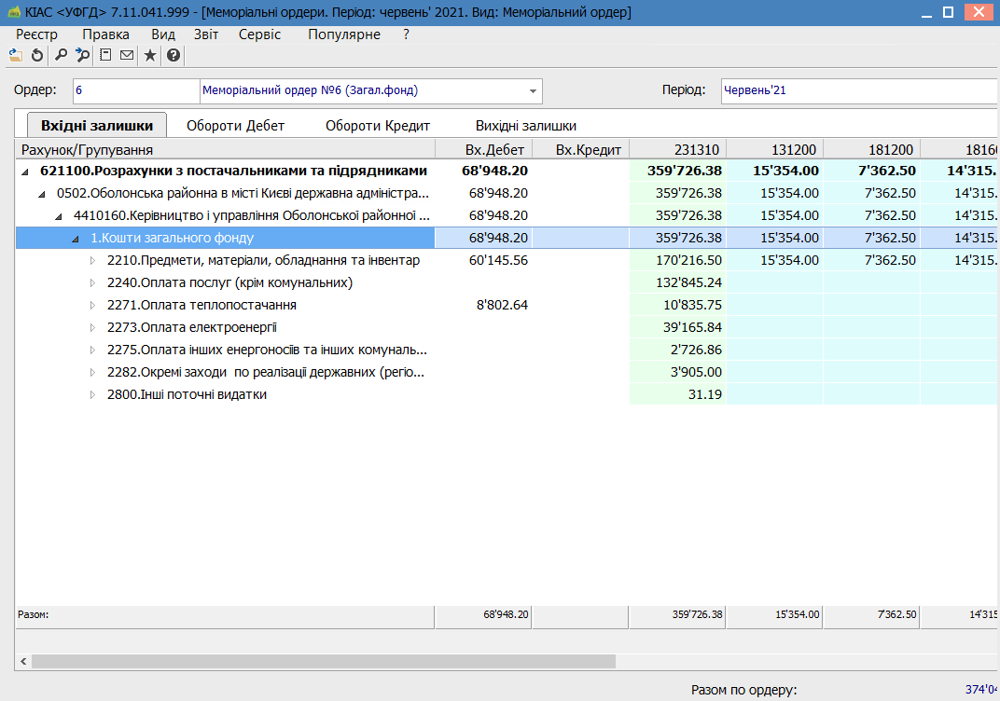 КІАС <УФГД> 7.11.041.999 - [Меморіальні ордери. Період: червень' 2021. Вид: Меморіальний ордер]
Реєстр Правка Вид Звіт Сервіс Популярне ?
Ордер: 6 Меморіальний ордер №6 (Загал.фонд) Період: Червень'21
Вхідні залишки Обороти Дебет Обороти Кредит Вихідні залишки
Рахунок/Групування Вх.Дебет Вх.Кредит 231310 131200 181200 18160
621100.Розрахунки з постачальниками та підрядниками 68'948.20 359'726.38 15'354.00 7'362.50 14'315.
0502.Оболонська районна в місті Києві державна адміністра... 68'948.20 359'726.38 15'354.00 7'362.50 14'315.
4410160.Керівництво і управління Оболонської районної ... 68'948.20 359'726.38 15'354.00 7'362.50 14'315.
1.Кошти загального фонду 68'948.20 359'726.38 15'354.00 7'362.50 14'315.
2210.Предмети, матеріали, обладнання та інвентар 60'145.56 170'216.50 15'354.00 7'362.50 14'315.
2240.Оплата послуг (крім комунальних) 132'845.24
2271.Оплата теплопостачання 8'802.64 10'835.75
2273.Оплата електроенергії 39'165.84
2275.Оплата інших енергоносіїв та інших комуналь... 2'726.86
2282.Окремі заходи по реалізації державних (регіо... 3'905.00
2800.Інші поточні видатки 31.19
Разом: 68'948.20 359'726.38 15'354.00 7'362.50 14'315
Разом по ордеру: 374'04